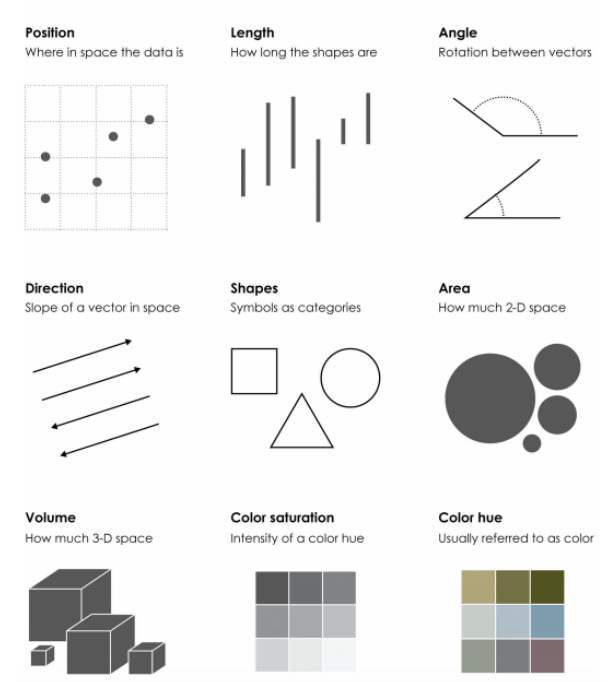 Position
Where in space the data is
Length
How long the shapes are
Angle
Rotation between vectors
Direction
Slope of a vector in space
Shapes
Symbols as categories
Area
How much 2-D space
Volume
How much 3-D space
Color saturation
Intensity of a color hue
Color hue
Usually referred to as color